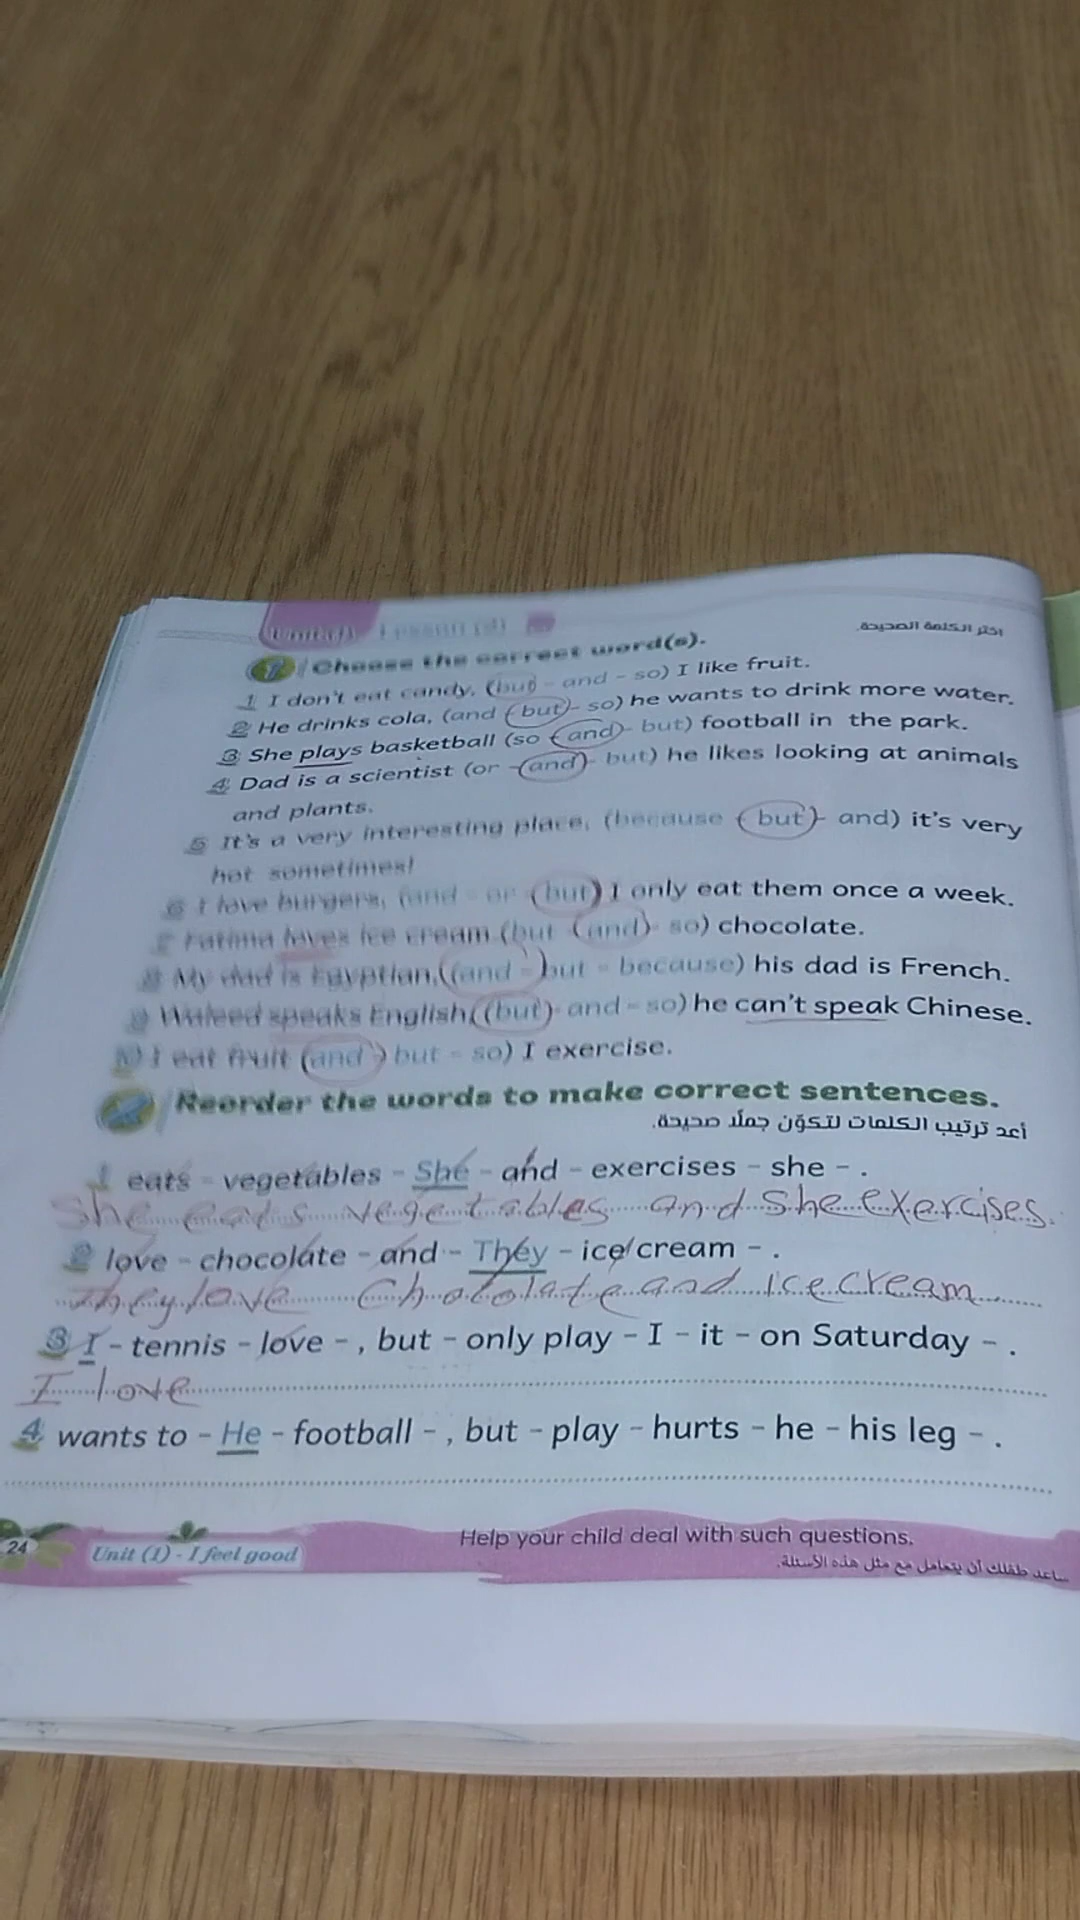 Unit (1) Lesson (3)
اختر الكلمة الصحيحة.
1 Choose the correct word(s).
1 I don't eat candy, (but - and - so) I like fruit.
2 He drinks cola, (and - but - so) he wants to drink more water.
3 She plays basketball (so - and - but) football in the park.
4 Dad is a scientist (or - and - but) he likes looking at animals
and plants.
5 It's a very interesting place, (because - but - and) it's very
hot sometimes!
6 I love burgers, (and - or - but) I only eat them once a week.
7 Fatima loves ice cream (but - and - so) chocolate.
8 My dad is Egyptian, (and - but - because) his dad is French.
9 Waleed speaks English, (but - and - so) he can't speak Chinese.
10 I eat fruit (and - but - so) I exercise.
2 Reorder the words to make correct sentences.
أعد ترتيب الكلمات لتكوّن جملًا صحيحة.
1 eats - vegetables - She - and - exercises - she - .
She eats vegetables and she exercises.
2 love - chocolate - and - They - ice cream - .
They love Chocolate and ice cream
3 I - tennis - love - , but - only play - I - it - on Saturday - .
I love
4 wants to - He - football - , but - play - hurts - he - his leg - .
24
Unit (1) - I feel good
Help your child deal with such questions.
ساعد طفلك أن يتعامل مع مثل هذه الأسئلة.